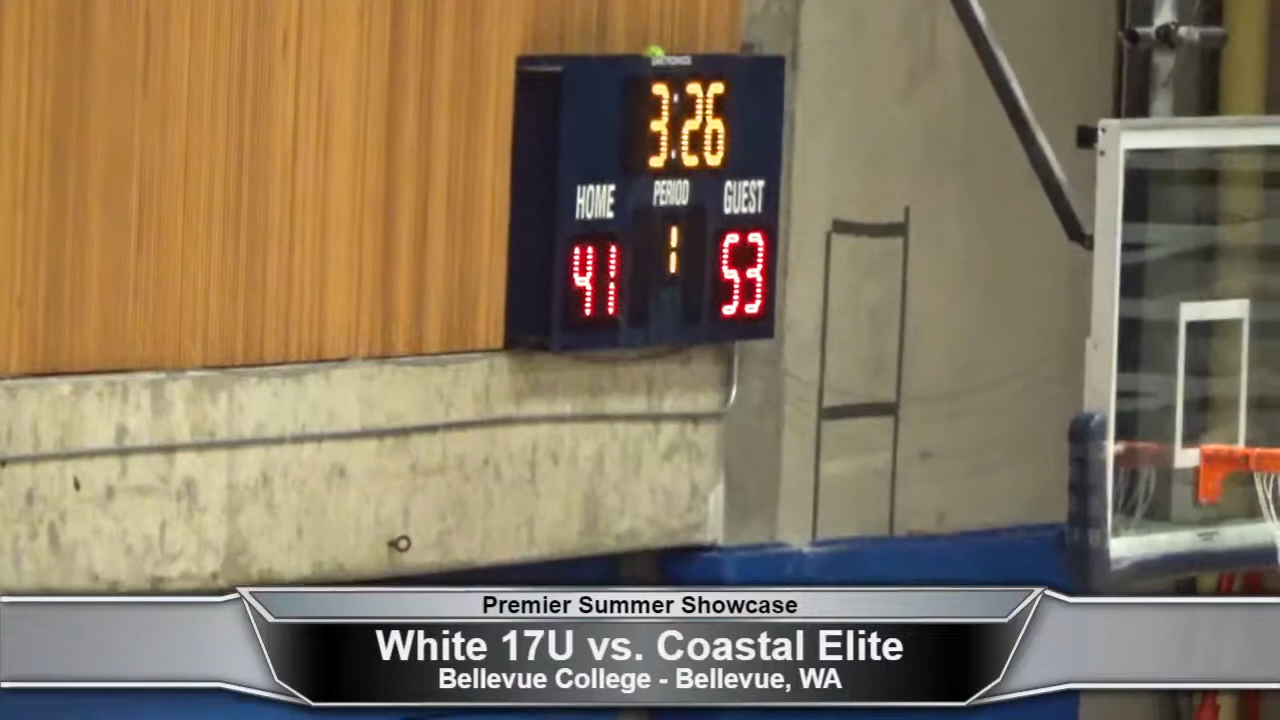 DAKTRONICS
3:26
HOME PERIOD GUEST
41 1 53
Premier Summer Showcase
White 17U vs. Coastal Elite
Bellevue College - Bellevue, WA